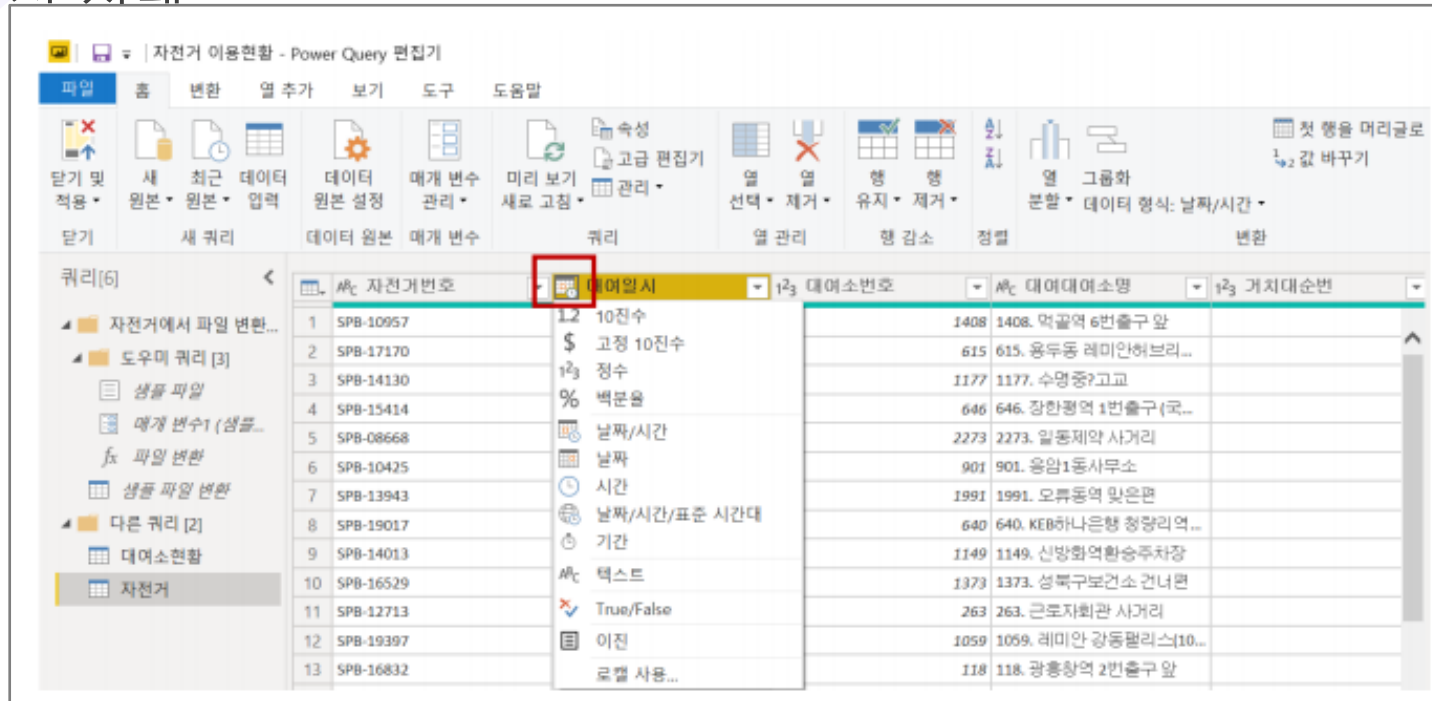 자전거 이용현황 - Power Query 편집기
파일 홈 변환 열 추가 보기 도구 도움말
닫기 및 적용
새 원본
최근 원본
데이터 입력
데이터 원본 설정
매개 변수 관리
미리 보기 새로 고침
속성
고급 편집기
관리
열 선택
열 제거
행 유지
행 제거
열 분할
그룹화
데이터 형식: 날짜/시간
첫 행을 머리글로
값 바꾸기
닫기 새 쿼리 데이터 원본 매개 변수 쿼리 열 관리 행 감소 정렬 변환
쿼리[6]
자전거에서 파일 변환...
도우미 쿼리 [3]
샘플 파일
매개 변수1 (샘플...
fx 파일 변환
샘플 파일 변환
다른 쿼리 [2]
대여소현황
자전거
ABC 자전거번호 대여일시 123 대여소번호 ABC 대여대여소명 123 거치대순번
1 SPB-10957 1408 1408. 먹골역 6번출구 앞
2 SPB-17170 615 615. 용두동 래미안허브리...
3 SPB-14130 1177 1177. 수명중?고교
4 SPB-15414 646 646. 장한평역 1번출구 (국...
5 SPB-08668 2273 2273. 일동제약 사거리
6 SPB-10425 901 901. 응암1동사무소
7 SPB-13943 1991 1991. 오류동역 맞은편
8 SPB-19017 640 640. KEB하나은행 청량리역...
9 SPB-14013 1149 1149. 신방화역환승주차장
10 SPB-16529 1373 1373. 성북구보건소 건너편
11 SPB-12713 263 263. 근로자회관 사거리
12 SPB-19397 1059 1059. 래미안 강동팰리스(10...
13 SPB-16832 118 118. 광흥창역 2번출구 앞
1.2 10진수
$ 고정 10진수
123 정수
% 백분율
날짜/시간
날짜
시간
날짜/시간/표준 시간대
기간
ABC 텍스트
True/False
이진
로캘 사용...